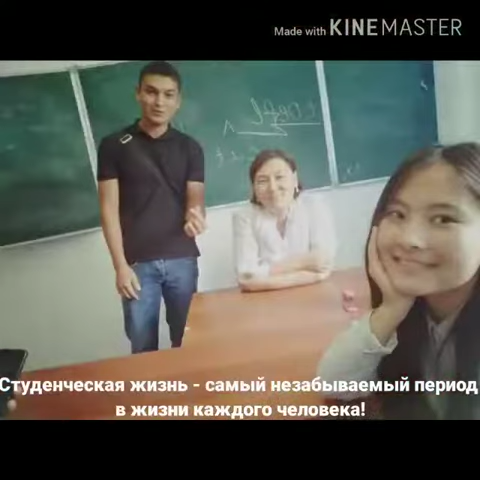 Made with KINEMASTER
Студенческая жизнь - самый незабываемый период
в жизни каждого человека!